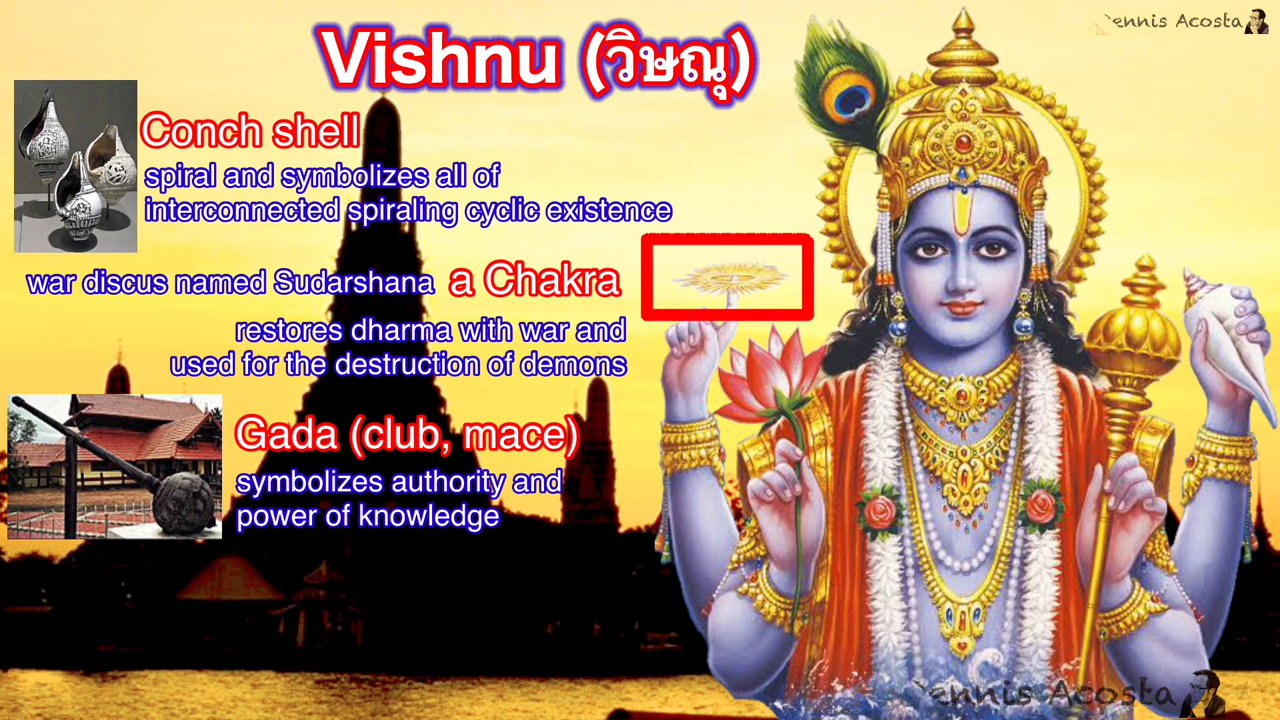 Dennis Acosta
Vishnu (วิษณุ)
Conch shell
spiral and symbolizes all of
interconnected spiraling cyclic existence
war discus named Sudarshana a Chakra
restores dharma with war and
used for the destruction of demons
Gada (club, mace)
symbolizes authority and
power of knowledge
Dennis Acosta